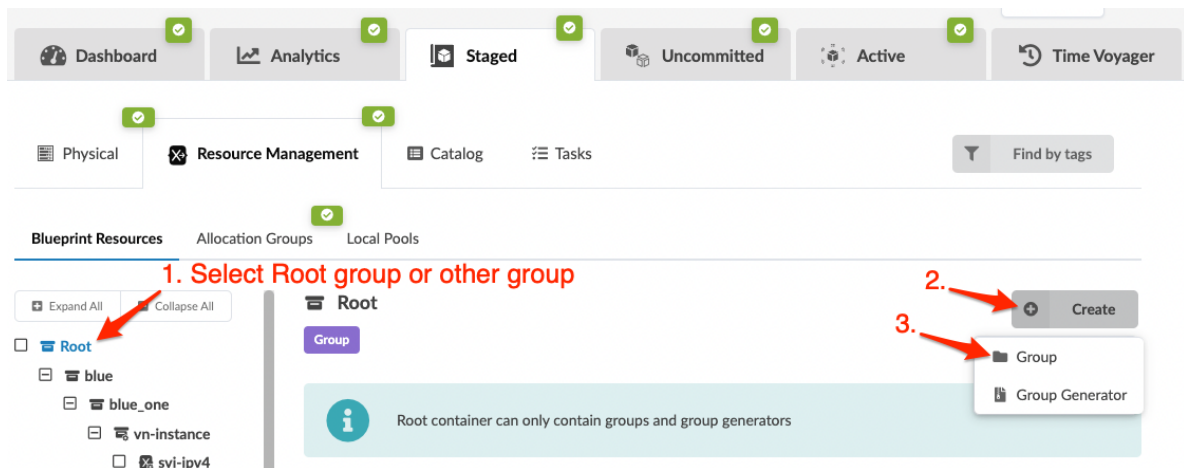 Dashboard
Analytics
Staged
Uncommitted
Active
Time Voyager
Physical
Resource Management
Catalog
Tasks
Find by tags
Blueprint Resources
Allocation Groups
Local Pools
1. Select Root group or other group
Expand All
Collapse All
Root
2.
Create
Group
3.
Group
Group Generator
Root
blue
blue_one
vn-instance
svi-ipv4
Root container can only contain groups and group generators